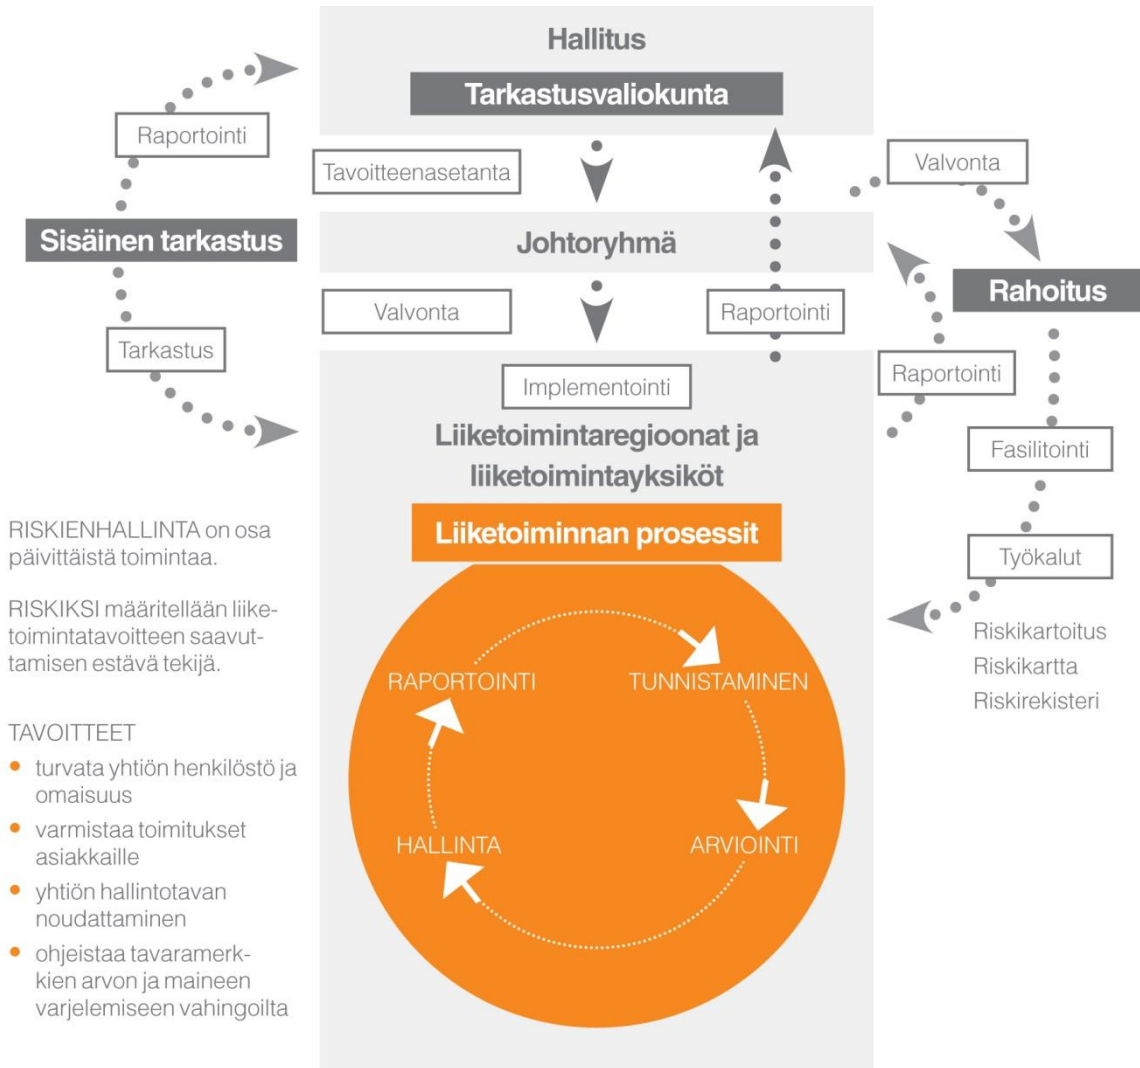 Hallitus
Tarkastusvaliokunta
Raportointi
Tavoitteenasetanta
Valvonta
Sisäinen tarkastus
Johtoryhmä
Rahoitus
Valvonta
Raportointi
Tarkastus
Raportointi
Implementointi
Liiketoimintaregioonat ja
liiketoimintayksiköt
Fasilitointi
Liiketoiminnan prosessit
Työkalut
RISKIENHALLINTA on osa
päivittäistä toimintaa.
RISKIKSI määritellään liike-
toimintatavoitteen saavut-
tamisen estävä tekijä.
Riskikartoitus
Riskikartta
Riskirekisteri
RAPORTOINTI
TUNNISTAMINEN
HALLINTA
ARVIOINTI
TAVOITTEET
• turvata yhtiön henkilöstö ja
omaisuus
• varmistaa toimitukset
asiakkaille
• yhtiön hallintotavan
noudattaminen
• ohjeistaa tavaramerk-
kien arvon ja maineen
varjelemiseen vahingoilta